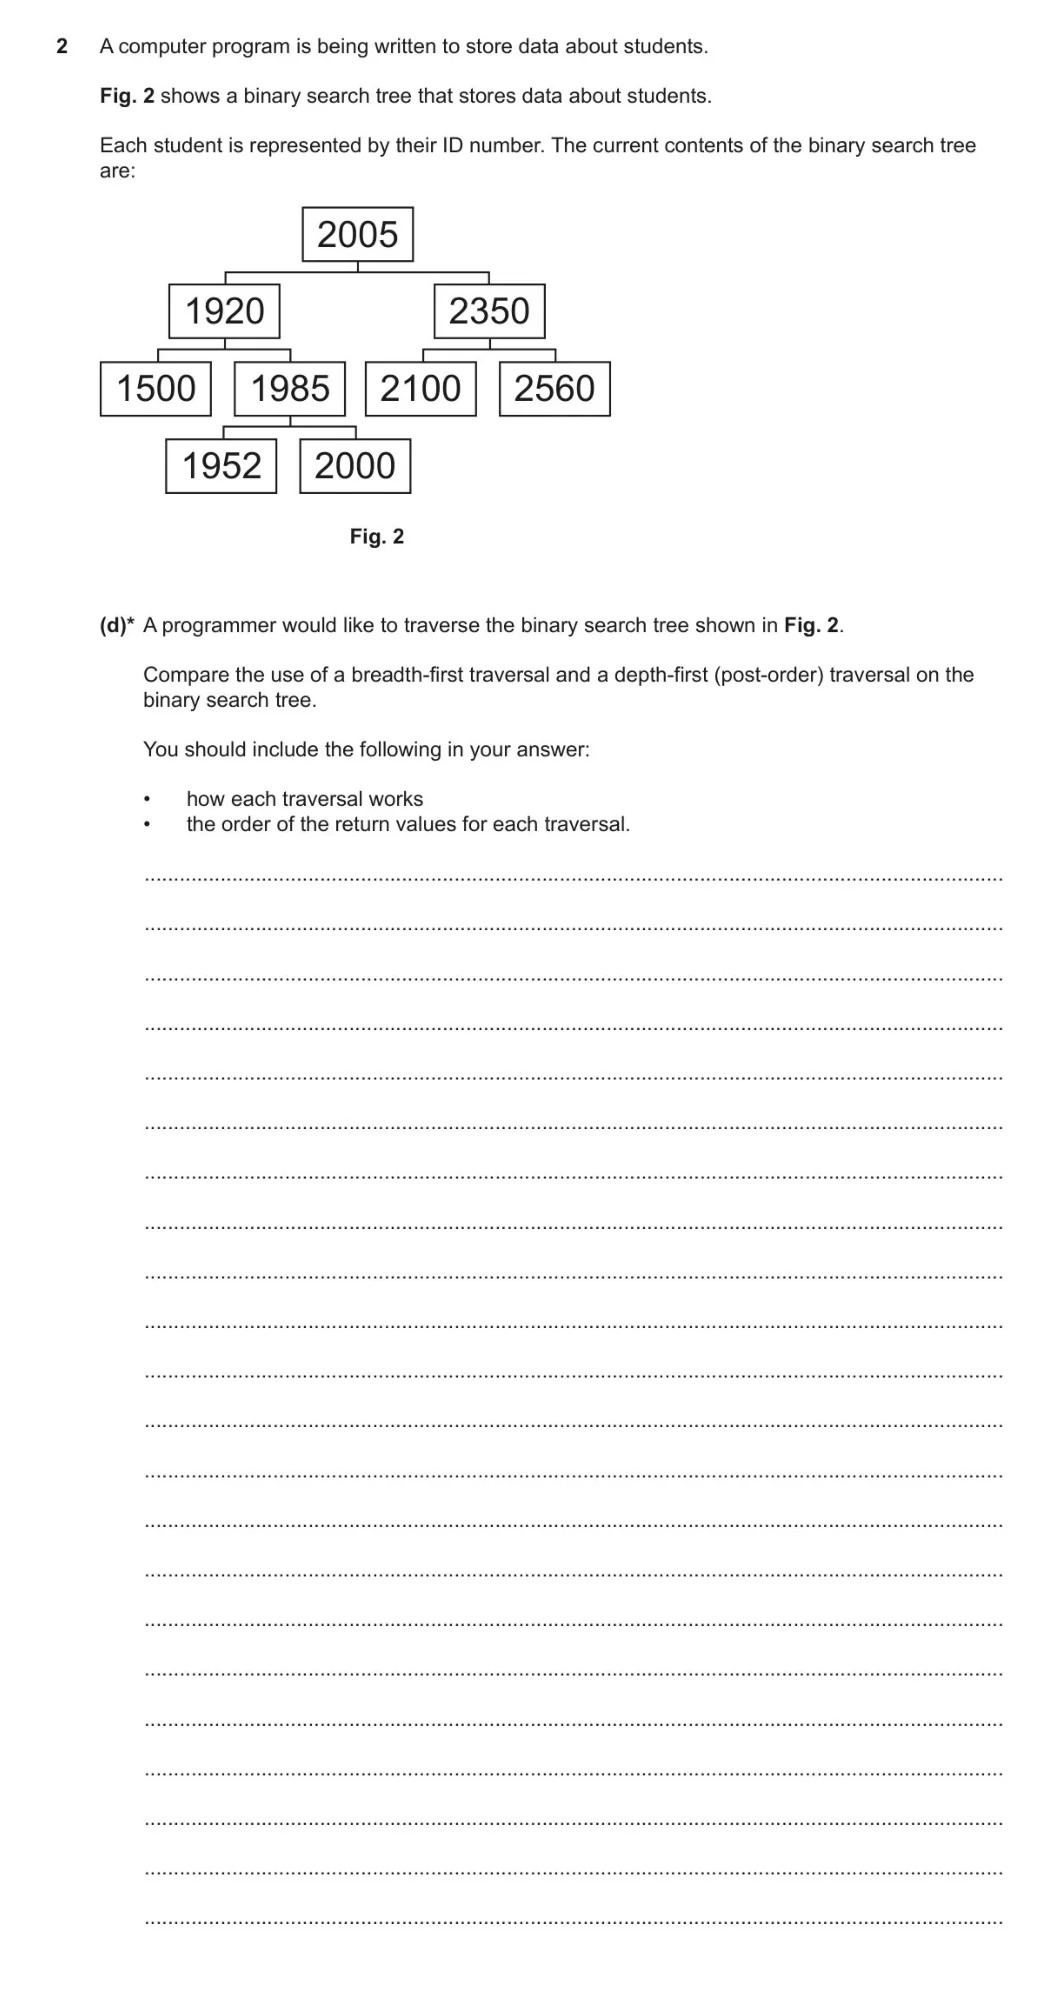 2 A computer program is being written to store data about students.
Fig. 2 shows a binary search tree that stores data about students.
Each student is represented by their ID number. The current contents of the binary search tree
are:
2005
1920 2350
1500 1985 2100 2560
1952 2000
Fig. 2
(d)* A programmer would like to traverse the binary search tree shown in Fig. 2.
Compare the use of a breadth-first traversal and a depth-first (post-order) traversal on the
binary search tree.
You should include the following in your answer:
• how each traversal works
• the order of the return values for each traversal.